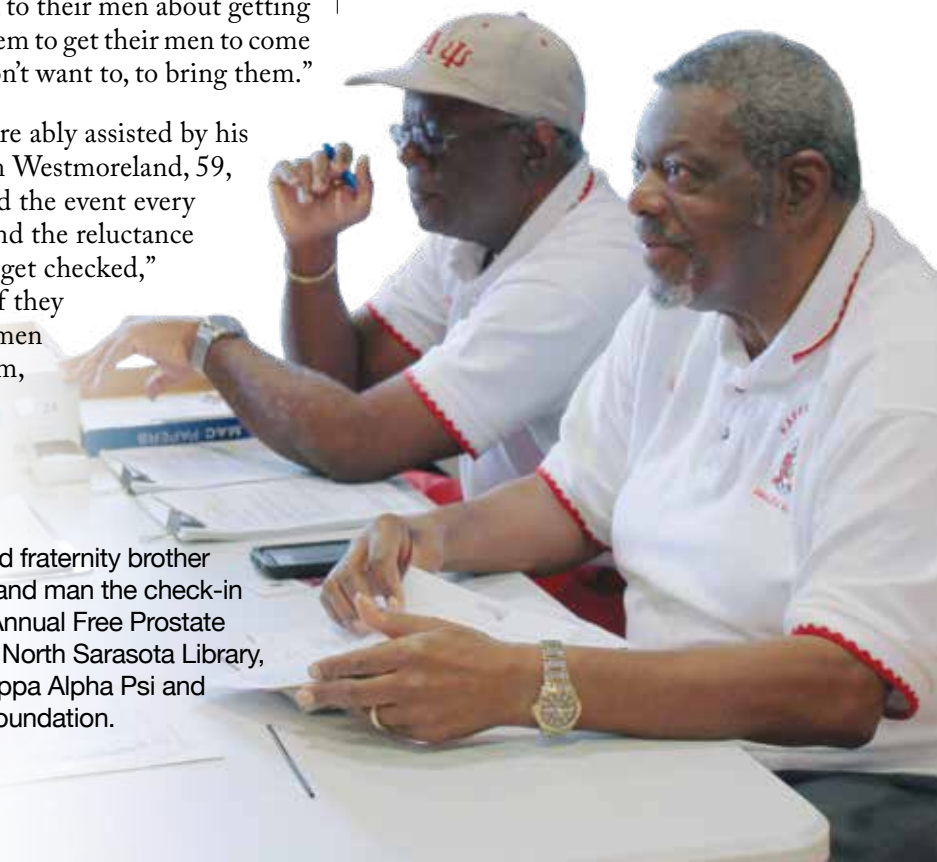 to their men about getting
em to get their men to come
on't want to, to bring them.”
re ably assisted by his
n Westmoreland, 59,
d the event every
nd the reluctance
get checked,”
f they
men
m,
ΑΨ
MAC PAPERS
d fraternity brother
and man the check-in
Annual Free Prostate
North Sarasota Library,
ppa Alpha Psi and
oundation.